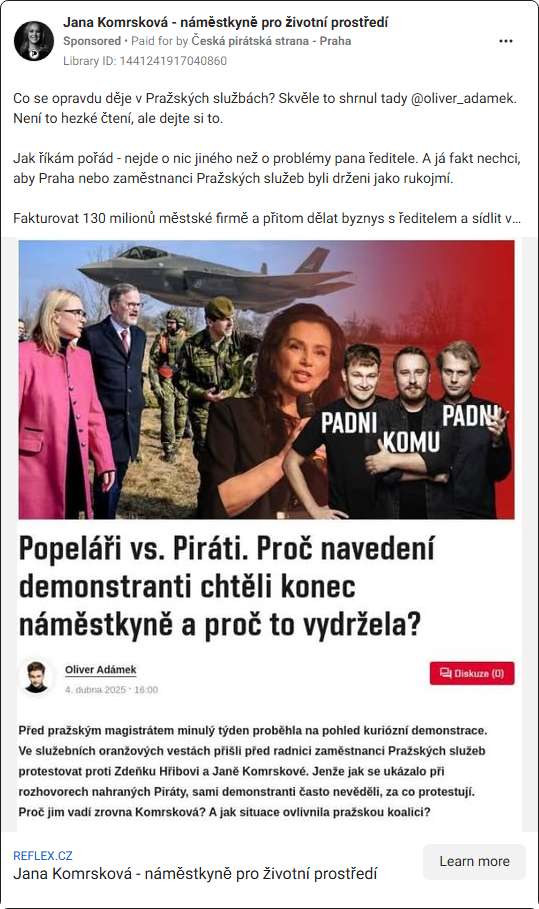 Jana Komrsková - náměstkyně pro životní prostředí
Sponsored • Paid for by Česká pirátská strana - Praha
Library ID: 1441241917040860
Co se opravdu děje v Pražských službách? Skvěle to shrnul tady @oliver_adamek.
Není to hezké čtení, ale dejte si to.
Jak říkám pořád - nejde o nic jiného než o problémy pana ředitele. A já fakt nechci,
aby Praha nebo zaměstnanci Pražských služeb byli drženi jako rukojmí.
Fakturovat 130 milionů městské firmě a přitom dělat byznys s ředitelem a sídlit v...
PADNI
KOMU
PADNI
Popeláři vs. Piráti. Proč navedení
demonstranti chtěli konec
náměstkyně a proč to vydržela?
Oliver Adámek
4. dubna 2025 • 16:00
Diskuze (0)
Před pražským magistrátem minulý týden proběhla na pohled kuriózní demonstrace.
Ve služebních oranžových vestách přišli před radnici zaměstnanci Pražských služeb
protestovat proti Zdeňku Hřibovi a Janě Komrskové. Jenže jak se ukázalo při
rozhovorech nahraných Piráty, sami demonstranti často nevěděli, za co protestují.
Proč jim vadí zrovna Komrsková? A jak situace ovlivnila pražskou koalici?
REFLEX.CZ
Jana Komrsková - náměstkyně pro životní prostředí
Learn more